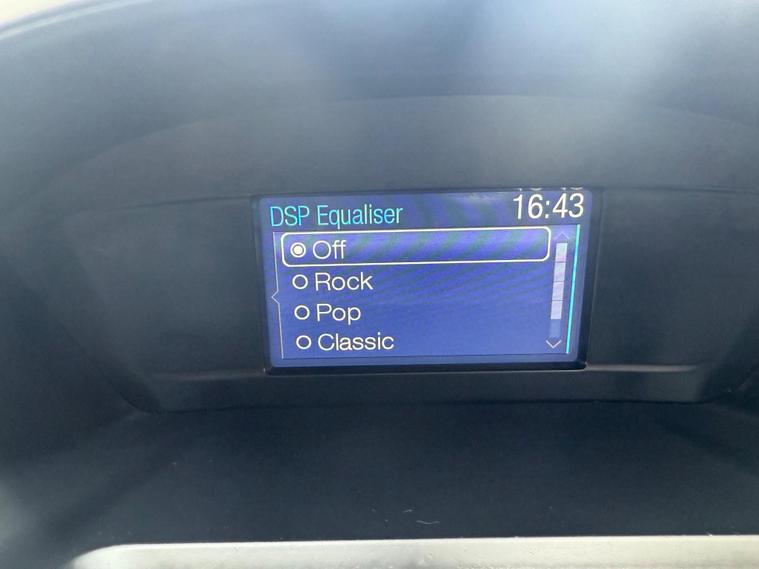 DSP Equaliser
16:43
Off
Rock
Pop
Classic